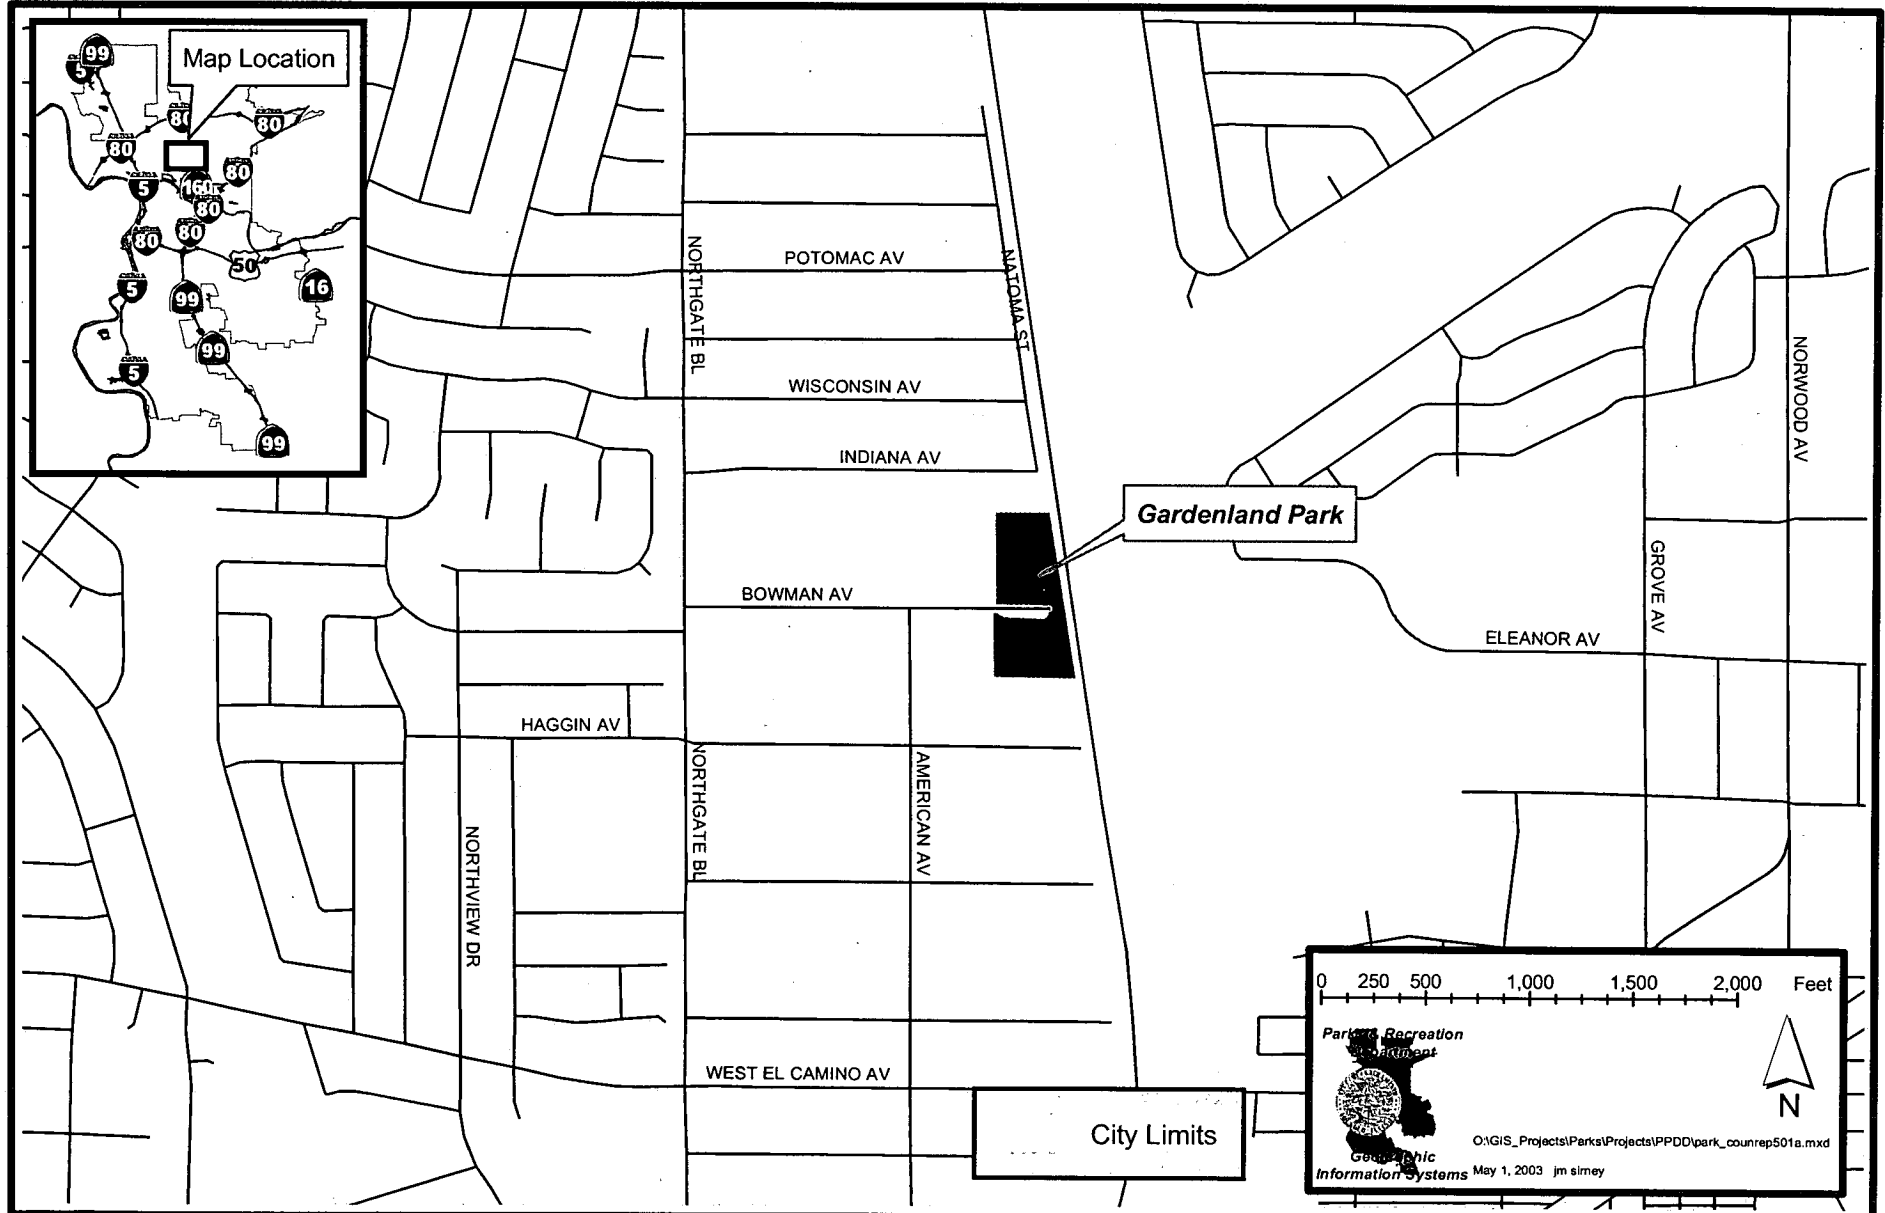 Map Location
99
5
80
80
80
80
5
160
80
80
80
50
5
99
16
99
5
99
POTOMAC AV
NORTHGATE BL
NATOMA ST
WISCONSIN AV
NORWOOD AV
INDIANA AV
Gardenland Park
GROVE AV
BOWMAN AV
ELEANOR AV
HAGGIN AV
NORTHGATE BL
AMERICAN AV
NORTHVIEW DR
WEST EL CAMINO AV
City Limits
0 250 500 1,000 1,500 2,000 Feet
Parks & Recreation
Department
N
O:\GIS_Projects\Parks\Projects\PPDD\park_counrep501a.mxd
Geographic
Information Systems
May 1, 2003 jm sirney